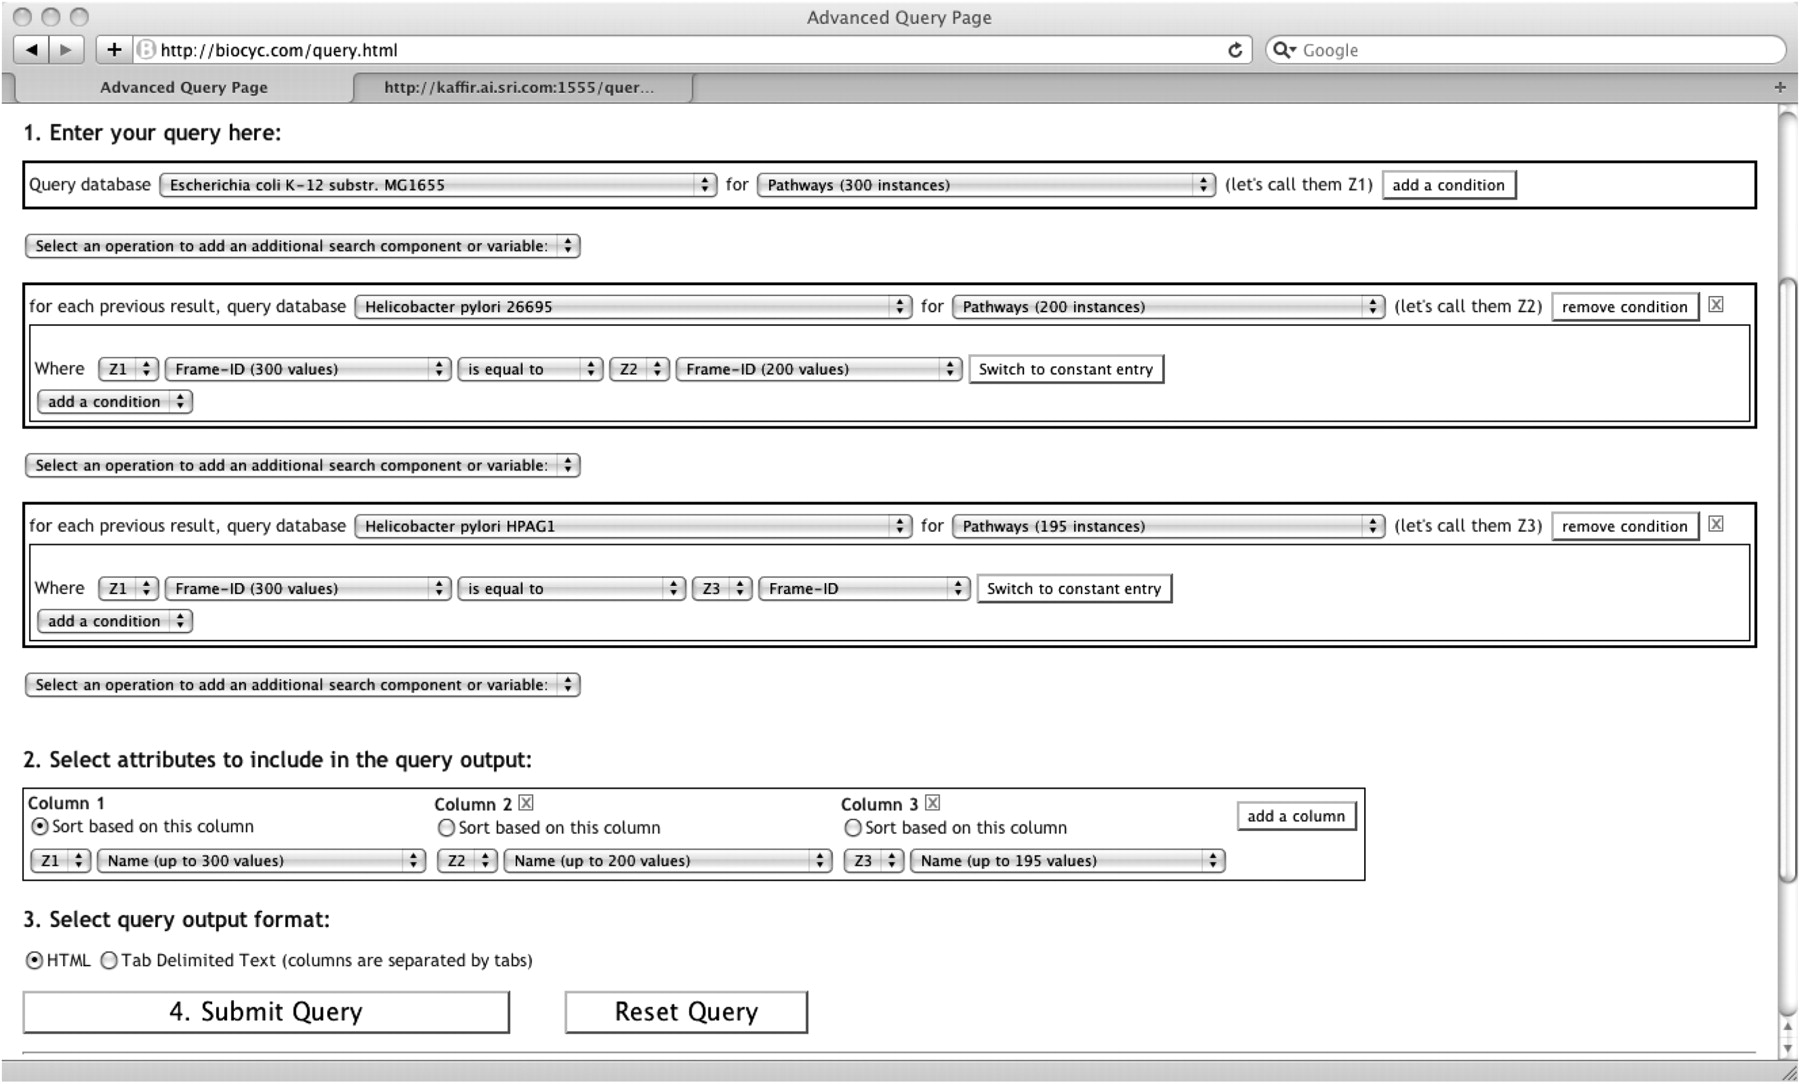 Advanced Query Page
http://biocyc.com/query.html
Google
Advanced Query Page http://kaffir.ai.sri.com:1555/quer...
1. Enter your query here:
Query database Escherichia coli K-12 substr. MG1655 for Pathways (300 instances) (let's call them Z1) add a condition
Select an operation to add an additional search component or variable:
for each previous result, query database Helicobacter pylori 26695 for Pathways (200 instances) (let's call them Z2) remove condition X
Where Z1 Frame-ID (300 values) is equal to Z2 Frame-ID (200 values) Switch to constant entry
add a condition
Select an operation to add an additional search component or variable:
for each previous result, query database Helicobacter pylori HPAG1 for Pathways (195 instances) (let's call them Z3) remove condition X
Where Z1 Frame-ID (300 values) is equal to Z3 Frame-ID Switch to constant entry
add a condition
Select an operation to add an additional search component or variable:
2. Select attributes to include in the query output:
Column 1 Column 2 X Column 3 X add a column
Sort based on this column Sort based on this column Sort based on this column
Z1 Name (up to 300 values) Z2 Name (up to 200 values) Z3 Name (up to 195 values)
3. Select query output format:
HTML Tab Delimited Text (columns are separated by tabs)
4. Submit Query Reset Query